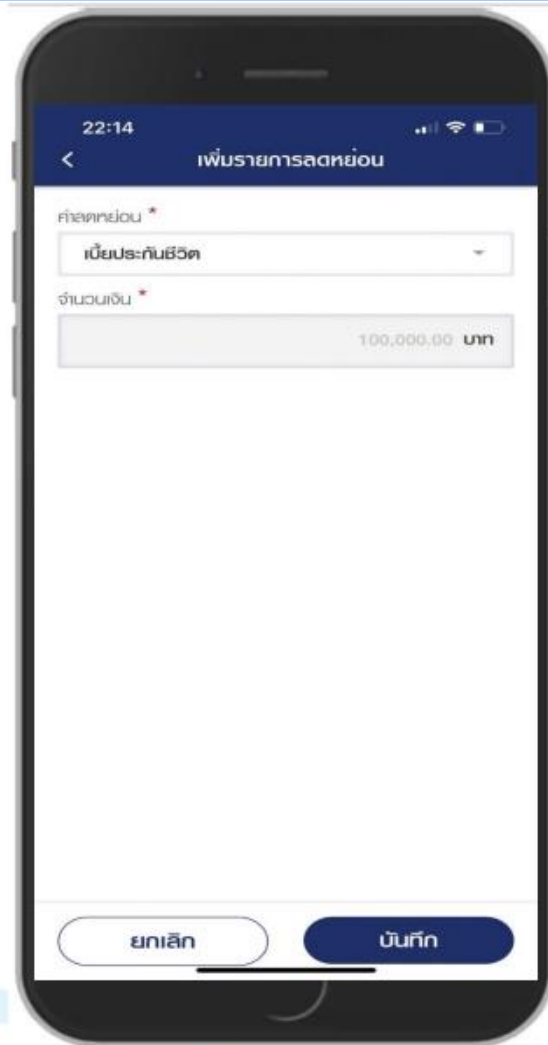 22:14
< เพิ่มรายการลดหย่อน
ค่าลดหย่อน *
เบี้ยประกันชีวิต
จำนวนเงิน *
100,000.00 บาท
ยกเลิก
บันทึก